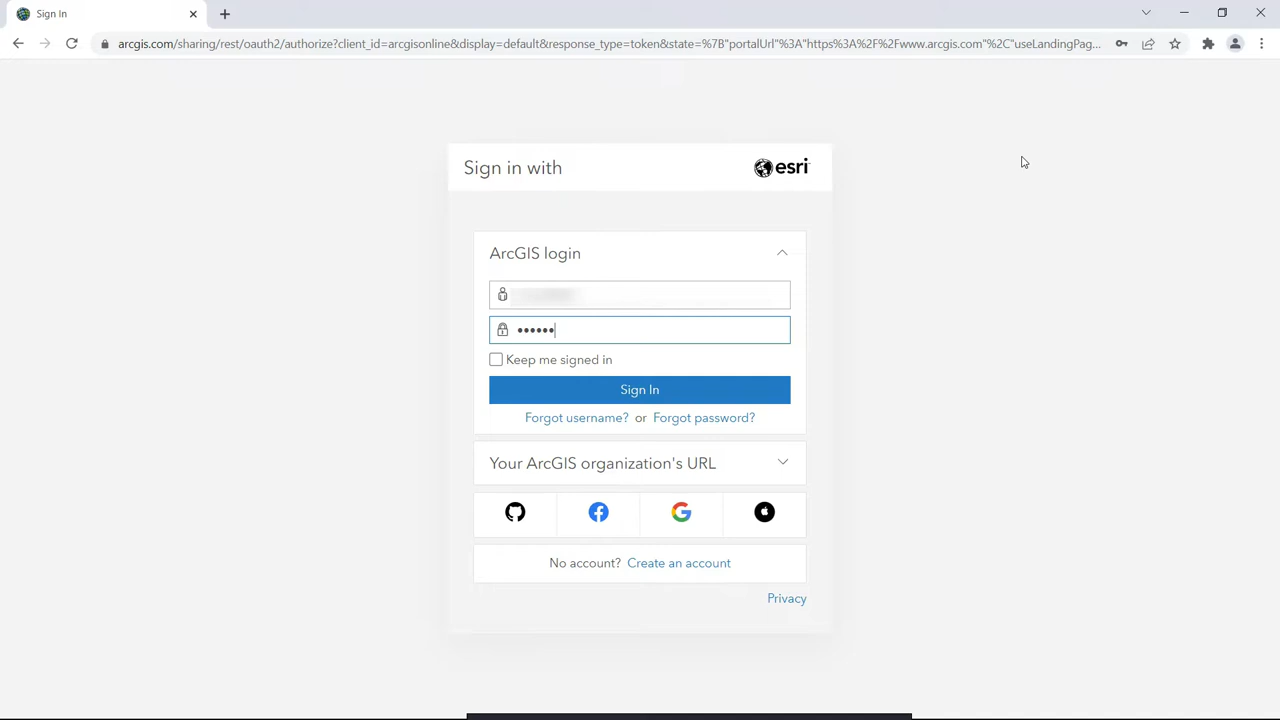 Sign In
arcgis.com/sharing/rest/oauth2/authorize?client_id=arcgisonline&display=default&response_type=token&state=%7B"portalUrl"%3A"https%3A%2F%2Fwww.arcgis.com"%2C"useLandingPag...
Sign in with
esri
ArcGIS login
••••••
Keep me signed in
Sign In
Forgot username? or Forgot password?
Your ArcGIS organization's URL
No account? Create an account
Privacy